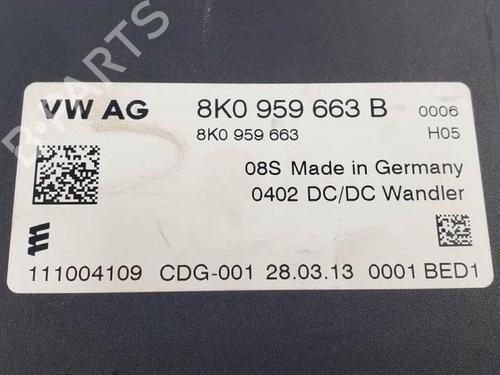 VW AG 8K0 959 663 B 0006
8K0 959 663 H05
08S Made in Germany
0402 DC/DC Wandler
111004109 CDG-001 28.03.13 0001 BED1
B-PARTS